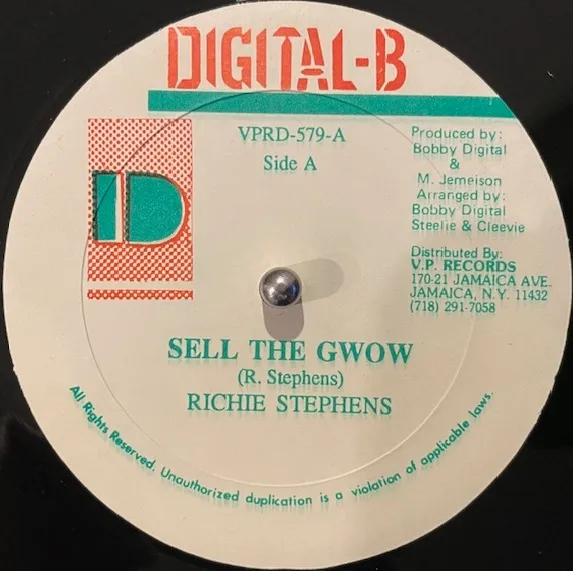 DIGITAL-B
VPRD-579-A
Side A
Produced by:
Bobby Digital
&
M. Jemeison
Arranged by:
Bobby Digital
Steelie & Cleevie
Distributed By:
V.P. RECORDS
170-21 JAMAICA AVE.
JAMAICA, N.Y. 11432
(718) 291-7058
D
SELL THE GWOW
(R. Stephens)
RICHIE STEPHENS
All Rights Reserved. Unauthorized duplication is a violation of applicable laws.